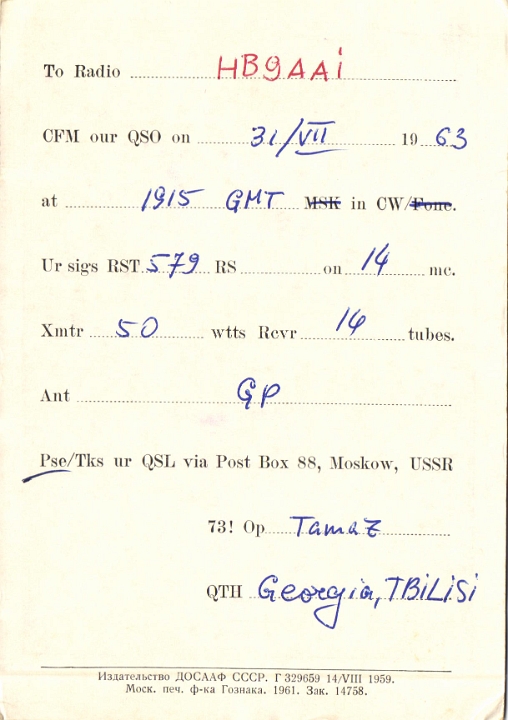 To Radio HB9AAi
CFM our QSO on 31/VII 1963
at 1915 GMT MSK in CW/Fone.
Ur sigs RST 579 RS on 14 mc.
Xmtr 50 wtts Rcvr 14 tubes.
Ant GP
Pse/Tks ur QSL via Post Box 88, Moskow, USSR
73! Op TamaZ
QTH Georgia, TBiLiSi
Издательство ДОСААФ СССР. Г 329659 14/VIII 1959.
Моск. печ. ф-ка Гознака. 1961. Зак. 14758.